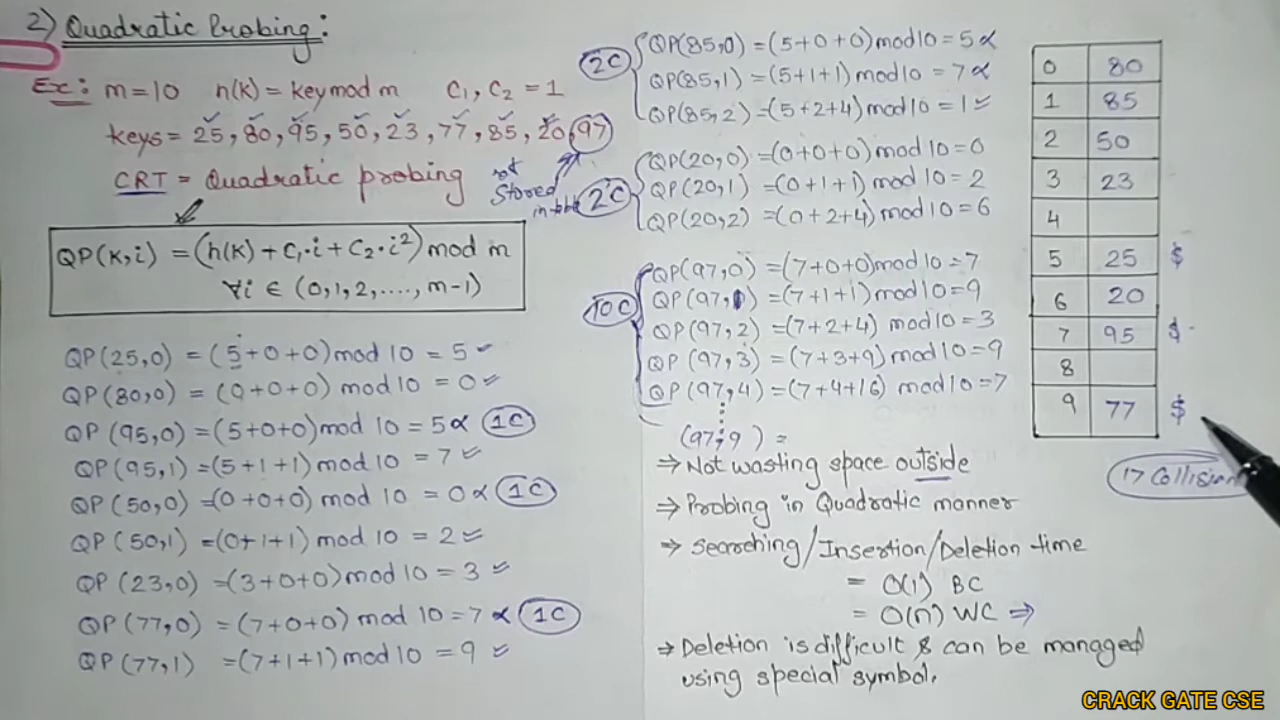 2) Quadratic Probing:
Ex: m=10 h(k)=key mod m C1, C2 = 1
keys = 25, 80, 95, 50, 23, 77, 85, 20, 97
CRT = Quadratic probing
not
Stored
in table
QP(K,i) = (h(K) + C1·i + C2·i²) mod m
∀i ∈ (0,1,2,...., m-1)
QP(25,0) = (5+0+0) mod 10 = 5 ✓
QP(80,0) = (0+0+0) mod 10 = 0 ✓
QP(95,0) = (5+0+0) mod 10 = 5 x 1C
QP(95,1) = (5+1+1) mod 10 = 7 ✓
QP(50,0) = (0+0+0) mod 10 = 0 x 1C
QP(50,1) = (0+1+1) mod 10 = 2 ✓
QP(23,0) = (3+0+0) mod 10 = 3 ✓
QP(77,0) = (7+0+0) mod 10 = 7 x 1C
QP(77,1) = (7+1+1) mod 10 = 9 ✓
2C
QP(85,0) = (5+0+0) mod 10 = 5 x
QP(85,1) = (5+1+1) mod 10 = 7 x
QP(85,2) = (5+2+4) mod 10 = 1 ✓
2C
QP(20,0) = (0+0+0) mod 10 = 0
QP(20,1) = (0+1+1) mod 10 = 2
QP(20,2) = (0+2+4) mod 10 = 6
10C
QP(97,0) = (7+0+0) mod 10 = 7
QP(97,1) = (7+1+1) mod 10 = 9
QP(97,2) = (7+2+4) mod 10 = 3
QP(97,3) = (7+3+9) mod 10 = 9
QP(97,4) = (7+4+16) mod 10 = 7
(97,9) =
⇒ Not wasting space outside
⇒ Probing in Quadratic manner
⇒ Searching/Insertion/Deletion time
= O(1) BC
= O(n) WC ⇒
⇒ Deletion is difficult & can be managed
using special symbol.
0 80
1 85
2 50
3 23
4
5 25 $
6 20
7 95 $
8
9 77 $
17 Collision
CRACK GATE CSE